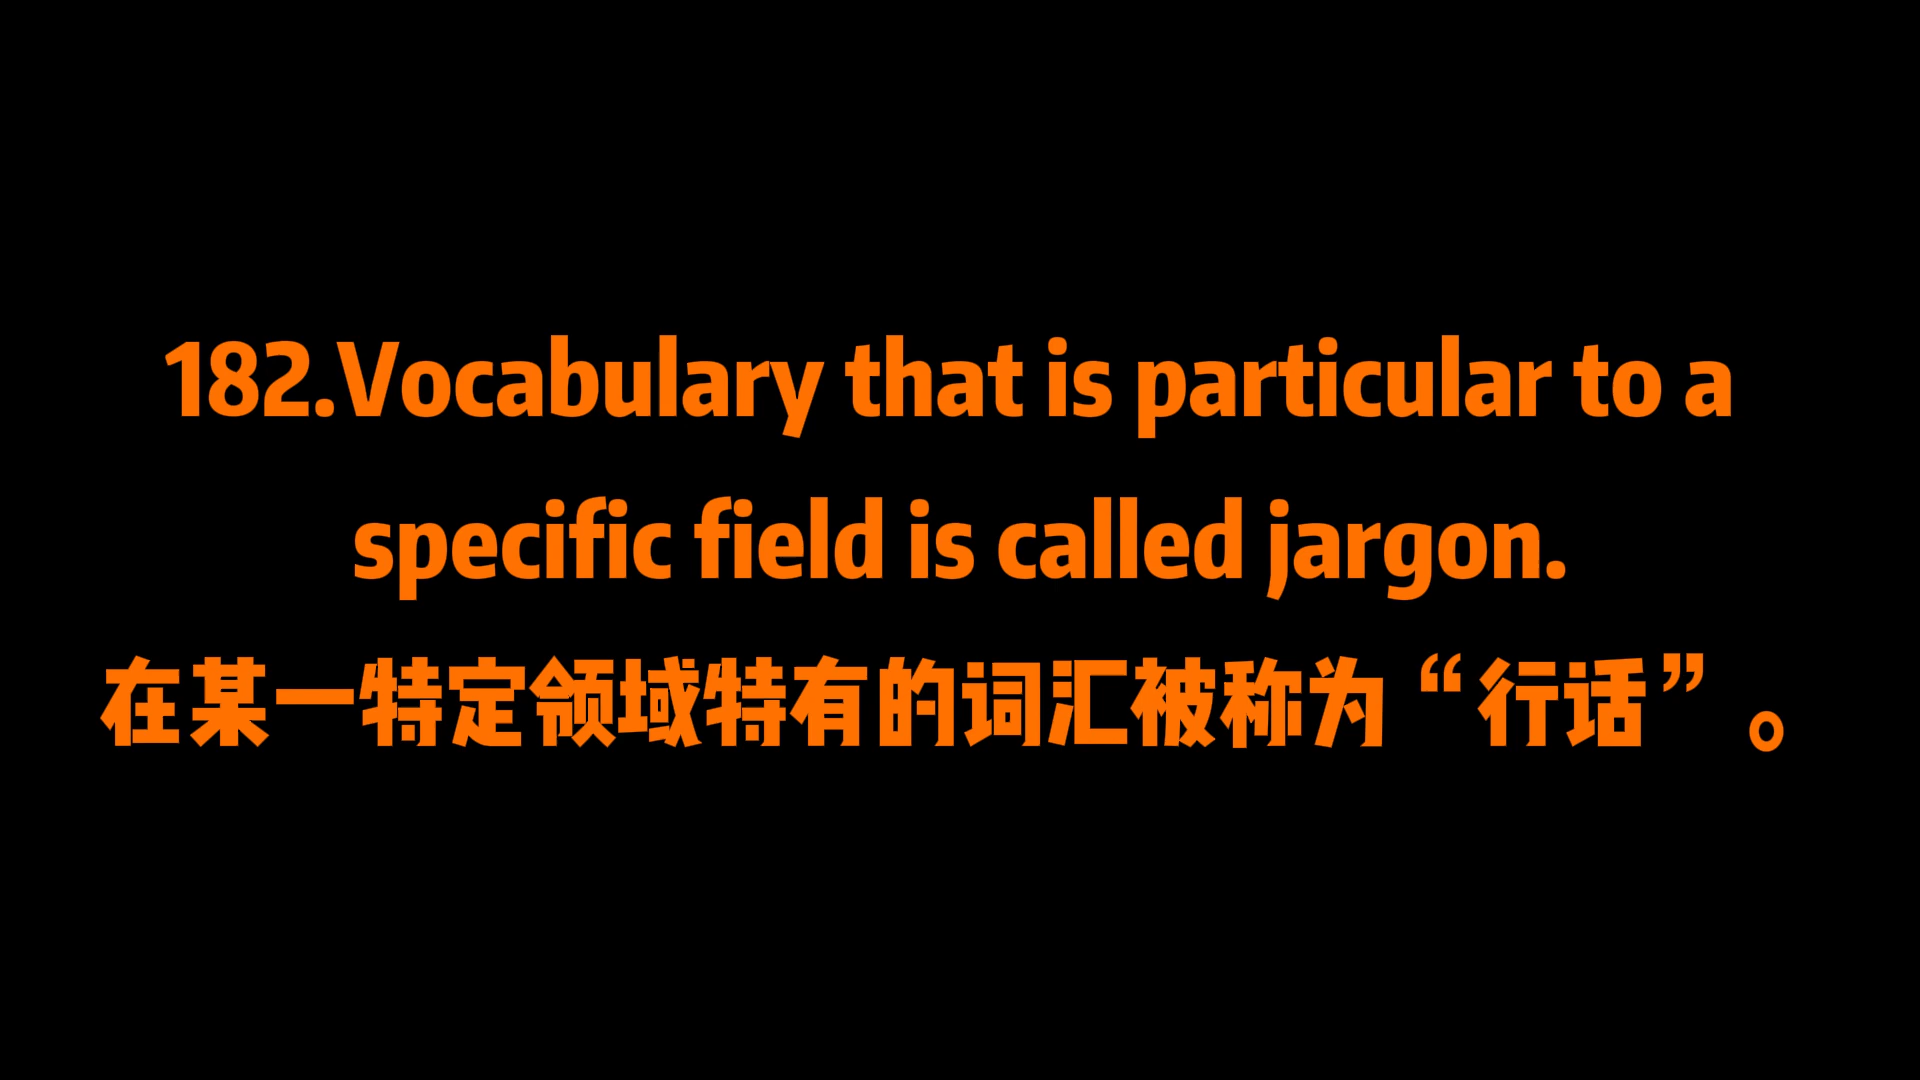 182.Vocabulary that is particular to a
specific field is called jargon.
在某一特定领域特有的词汇被称为“行话”。